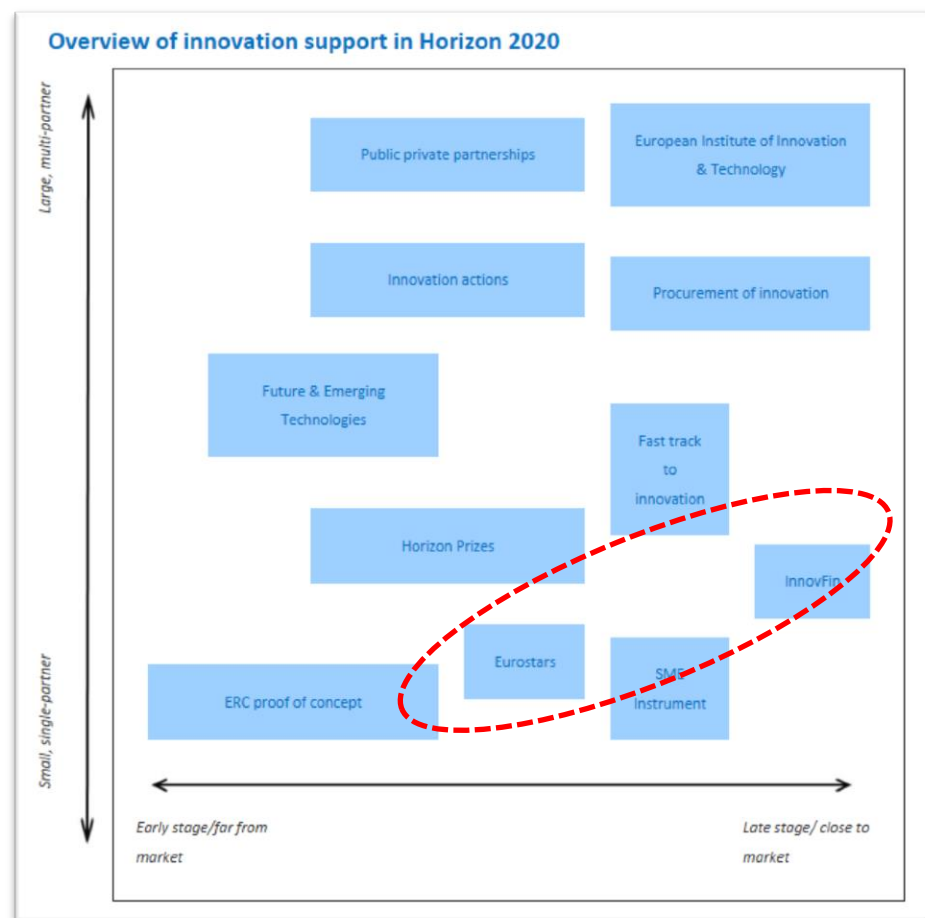 Overview of innovation support in Horizon 2020
Large, multi-partner
Public private partnerships
European Institute of Innovation
& Technology
Innovation actions
Procurement of innovation
Future & Emerging
Technologies
Fast track
to
innovation
Horizon Prizes
InnovFin
Eurostars
SME
Instrument
ERC proof of concept
Small, single-partner
Early stage/far from
market
Late stage/ close to
market